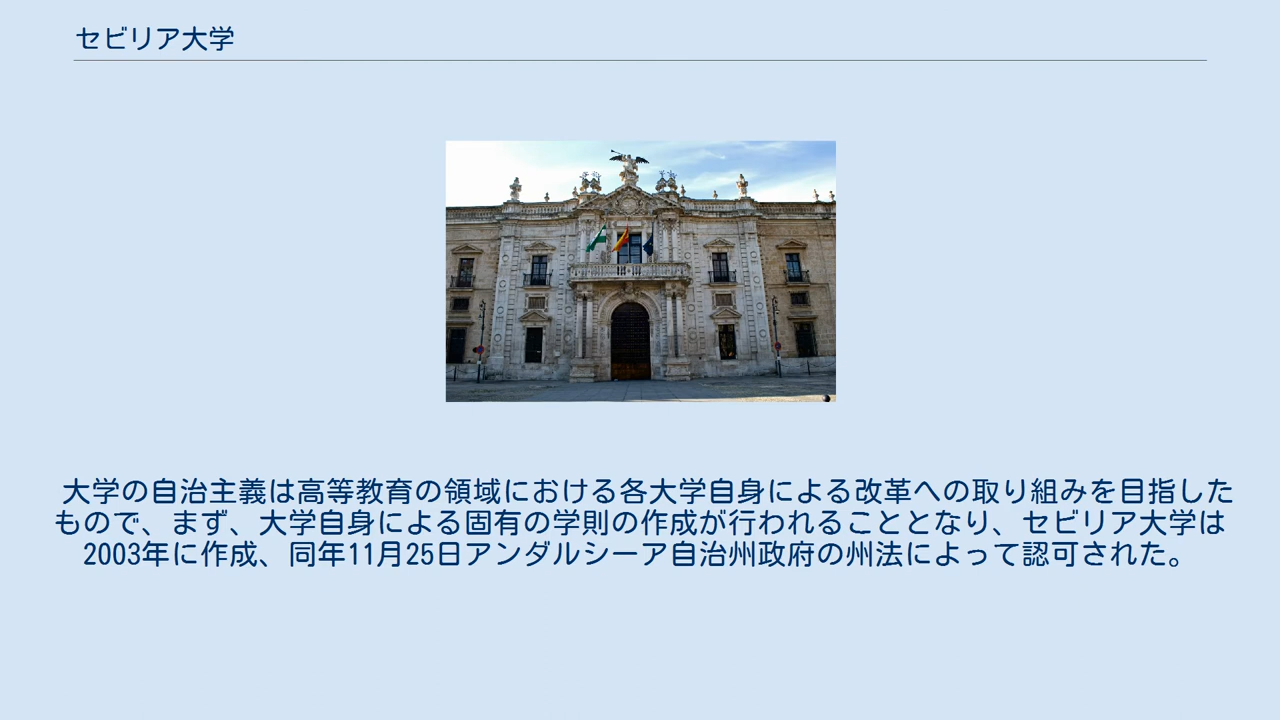 セビリア大学
大学の自治主義は高等教育の領域における各大学自身による改革への取り組みを目指した
もので、まず、大学自身による固有の学則の作成が行われることとなり、セビリア大学は
2003年に作成、同年11月25日アンダルシーア自治州政府の州法によって認可された。